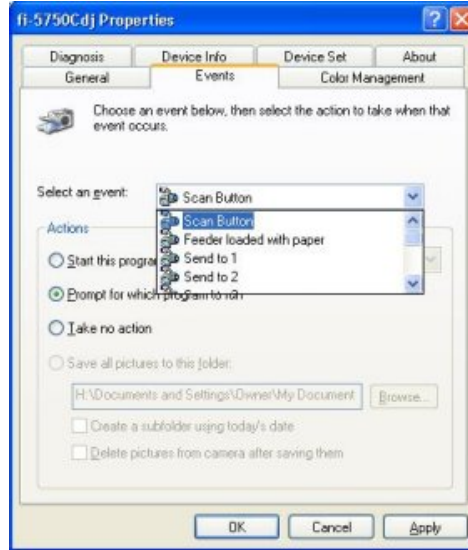 fi-5750Cdj Properties
Diagnosis Device Info Device Set About
General Events Color Management
Choose an event below, then select the action to take when that
event occurs.
Select an event: Scan Button
Scan Button
Feeder loaded with paper
Send to 1
Send to 2
Actions
Start this progra
Prompt for which program to run
Take no action
Save all pictures to this folder:
H:\Documents and Settings\Owner\My Document Browse...
Create a subfolder using today's date
Delete pictures from camera after saving them
OK Cancel Apply